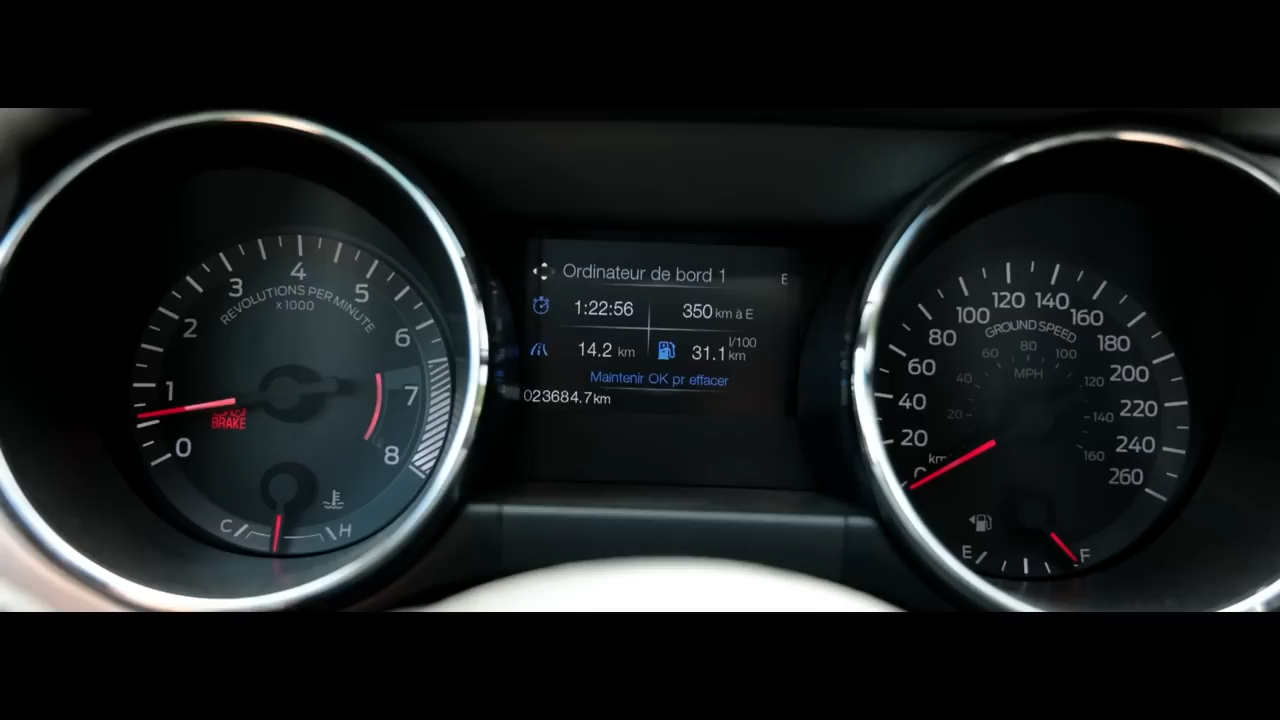 0
1
2
3
4
5
6
7
8
REVOLUTIONS PER MINUTE
x1000
BRAKE
C
H
Ordinateur de bord 1
E
1:22:56
350 km à E
14.2 km
31.1 l/100 km
Maintenir OK pr effacer
023684.7 km
20
40
60
80
100
120
140
160
180
200
220
240
260
GROUND SPEED
20
40
60
80
100
120
140
160
MPH
E
F